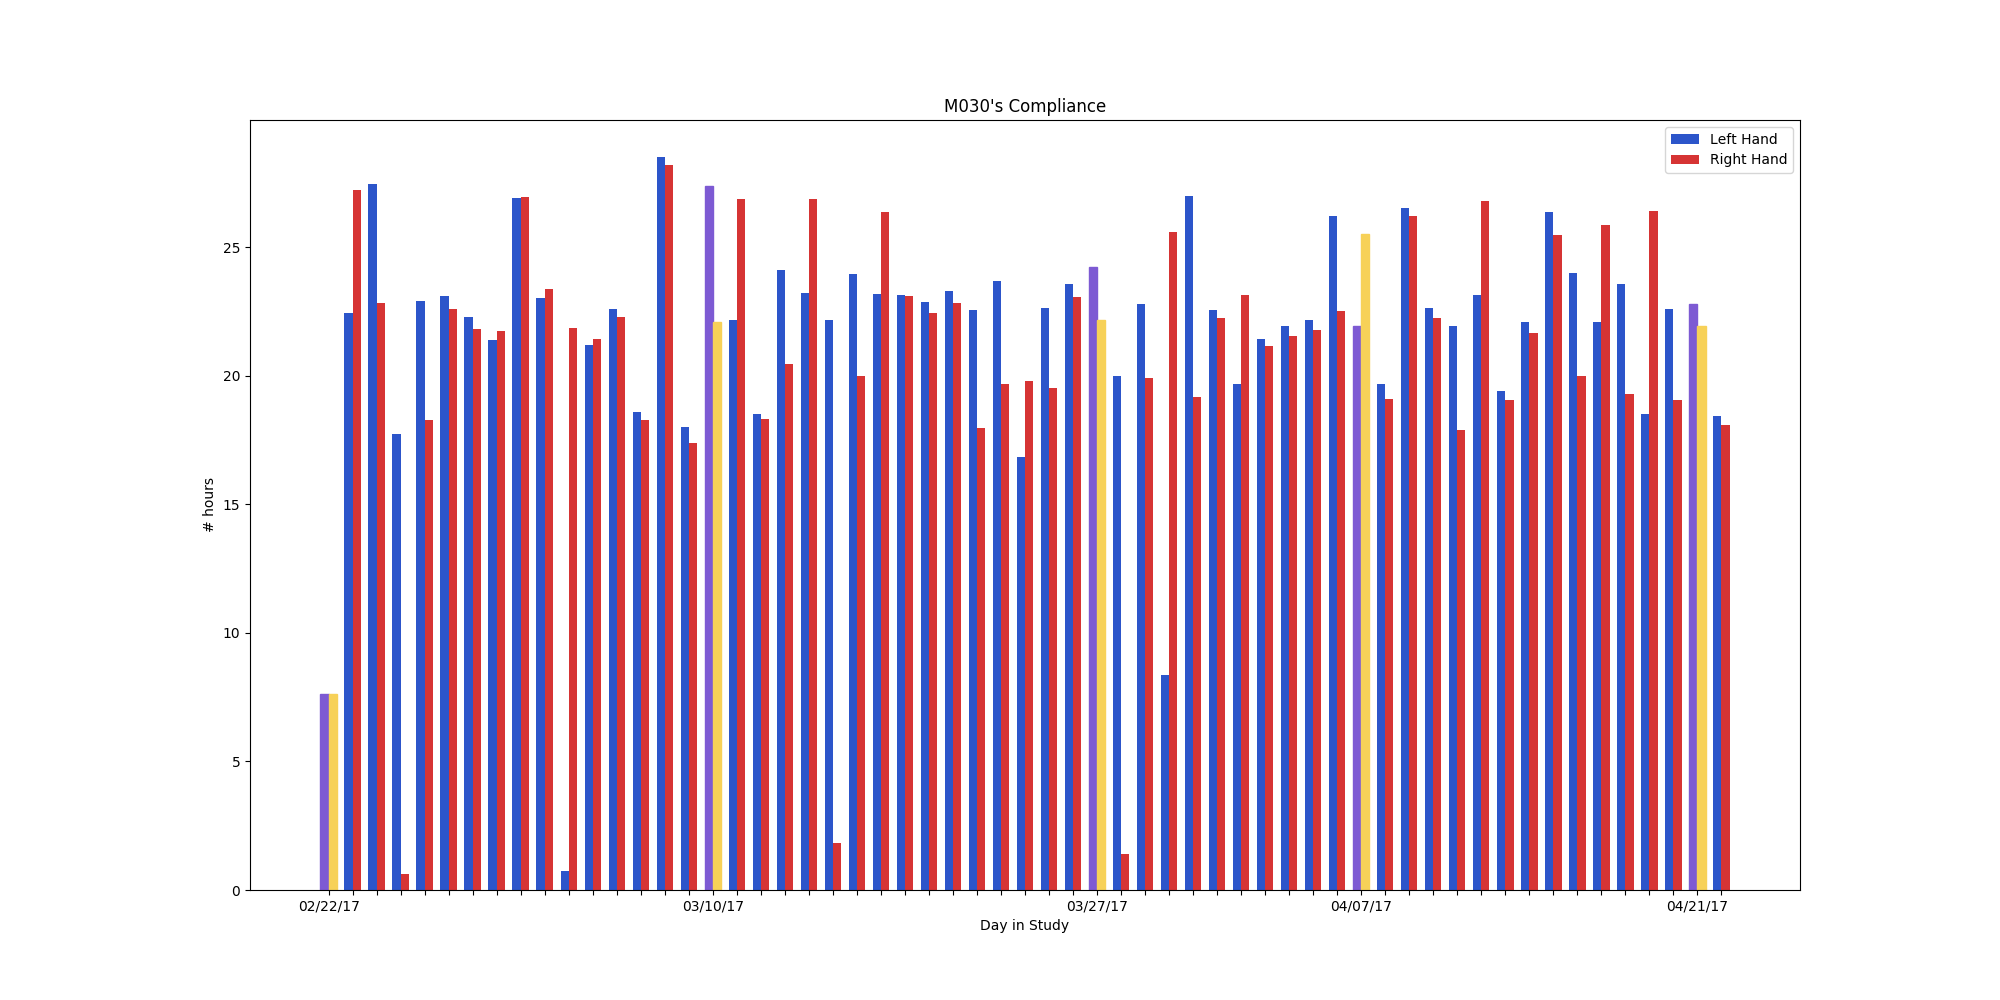 M030's Compliance
Left Hand
Right Hand
# hours
25
20
15
10
5
0
02/22/17 03/10/17 03/27/17 04/07/17 04/21/17
Day in Study